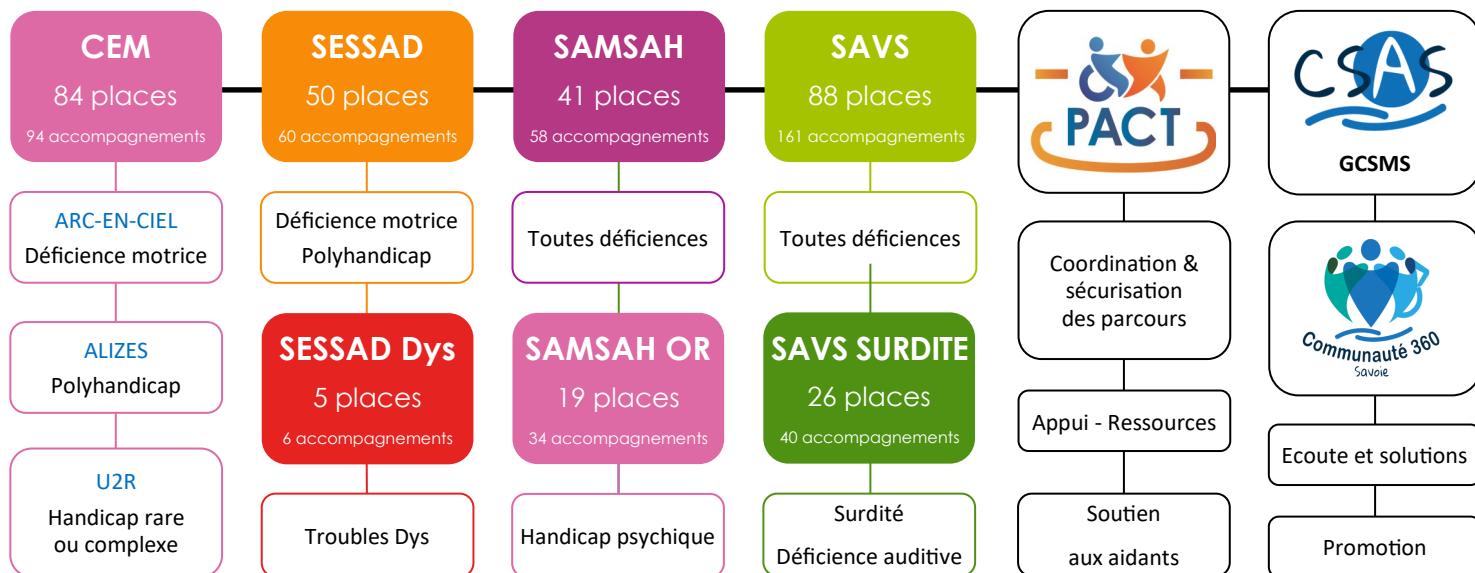 CEM
84 places
94 accompagnements
ARC-EN-CIEL
Déficience motrice
ALIZES
Polyhandicap
U2R
Handicap rare
ou complexe
SESSAD
50 places
60 accompagnements
Déficience motrice
Polyhandicap
SESSAD Dys
5 places
6 accompagnements
Troubles Dys
SAMSAH
41 places
58 accompagnements
Toutes déficiences
SAMSAH OR
19 places
34 accompagnements
Handicap psychique
SAVS
88 places
161 accompagnements
Toutes déficiences
SAVS SURDITE
26 places
40 accompagnements
Surdité
Déficience auditive
PACT
Coordination &
sécurisation
des parcours
Appui - Ressources
Soutien
aux aidants
CSAS
GCSMS
Communauté 360
Savoie
Ecoute et solutions
Promotion